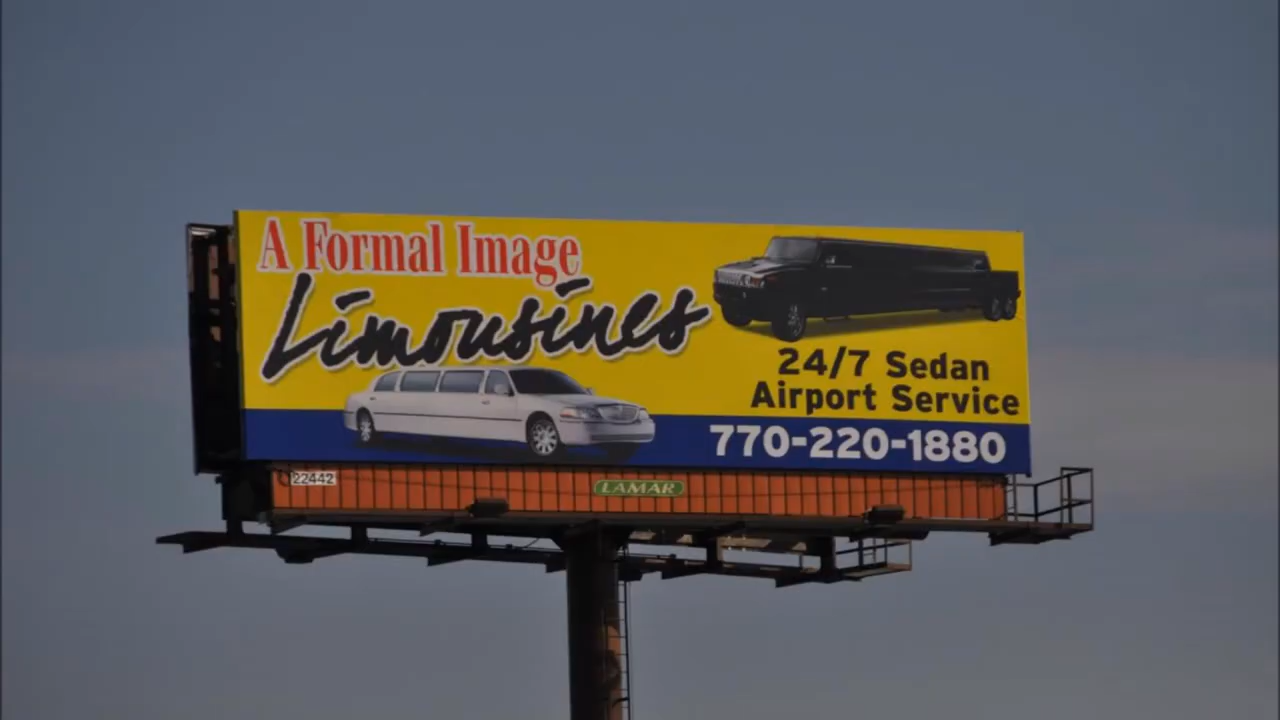 A Formal Image
Limousines
24/7 Sedan
Airport Service
770-220-1880
22442
LAMAR